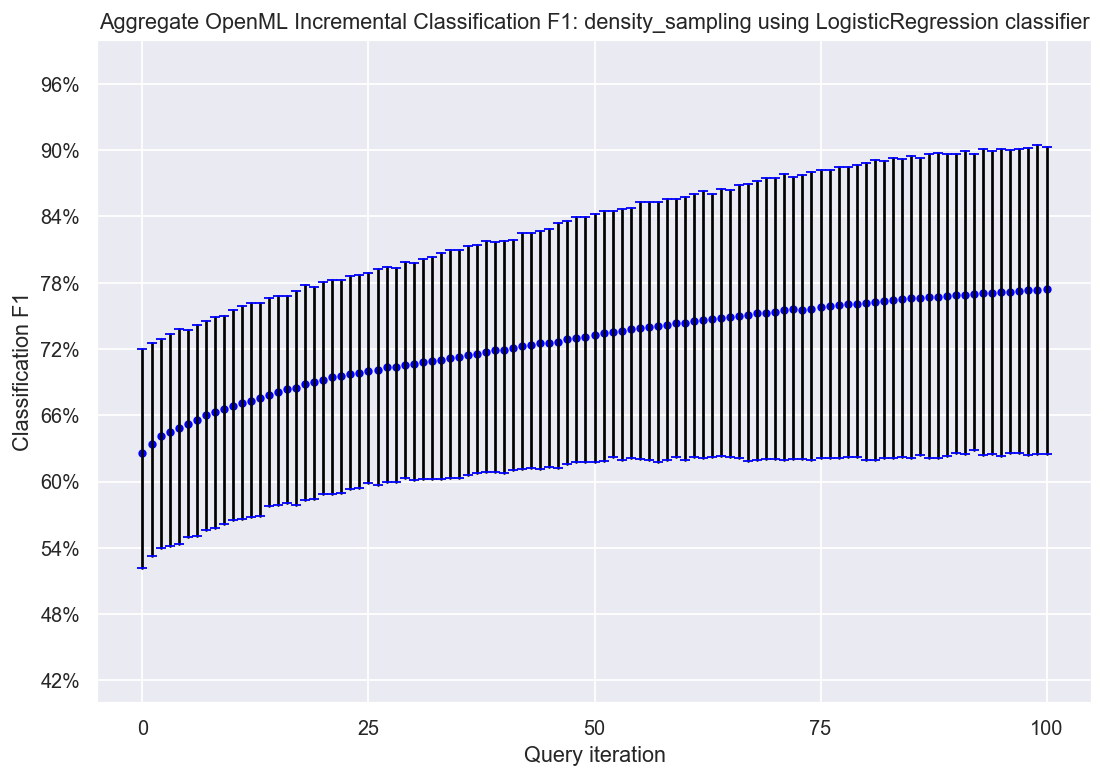 Aggregate OpenML Incremental Classification F1: density_sampling using LogisticRegression classifier
96%
90%
84%
78%
72%
66%
60%
54%
48%
42%
Classification F1
0 25 50 75 100
Query iteration